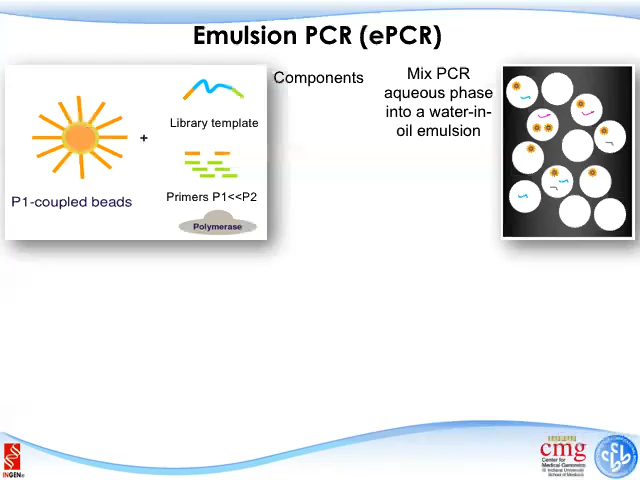 Emulsion PCR (ePCR)
Components
Mix PCR
aqueous phase
into a water-in-
oil emulsion
+
Library template
P1-coupled beads
Primers P1<<P2
Polymerase
INGEN
cmg
Center for
Medical Genomics